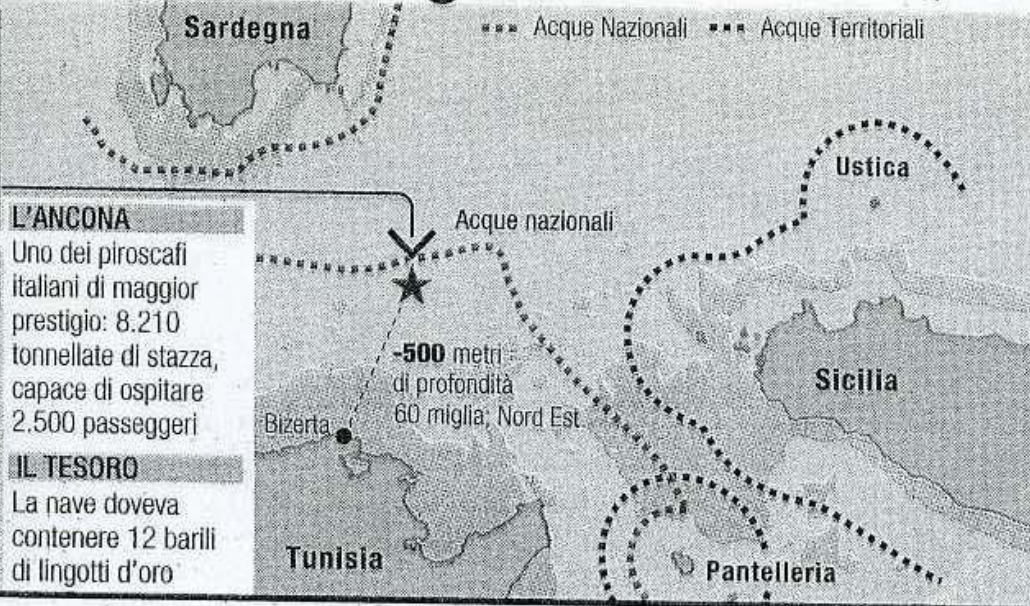 Sardegna
Acque Nazionali
Acque Territoriali
Ustica
Acque nazionali
L'ANCONA
Uno dei piroscafi
italiani di maggior
prestigio: 8.210
tonnellate di stazza,
capace di ospitare
2.500 passeggeri
IL TESORO
La nave doveva
contenere 12 barili
di lingotti d'oro
-500 metri
di profondità
60 miglia; Nord Est
Bizerta
Sicilia
Tunisia
Pantelleria